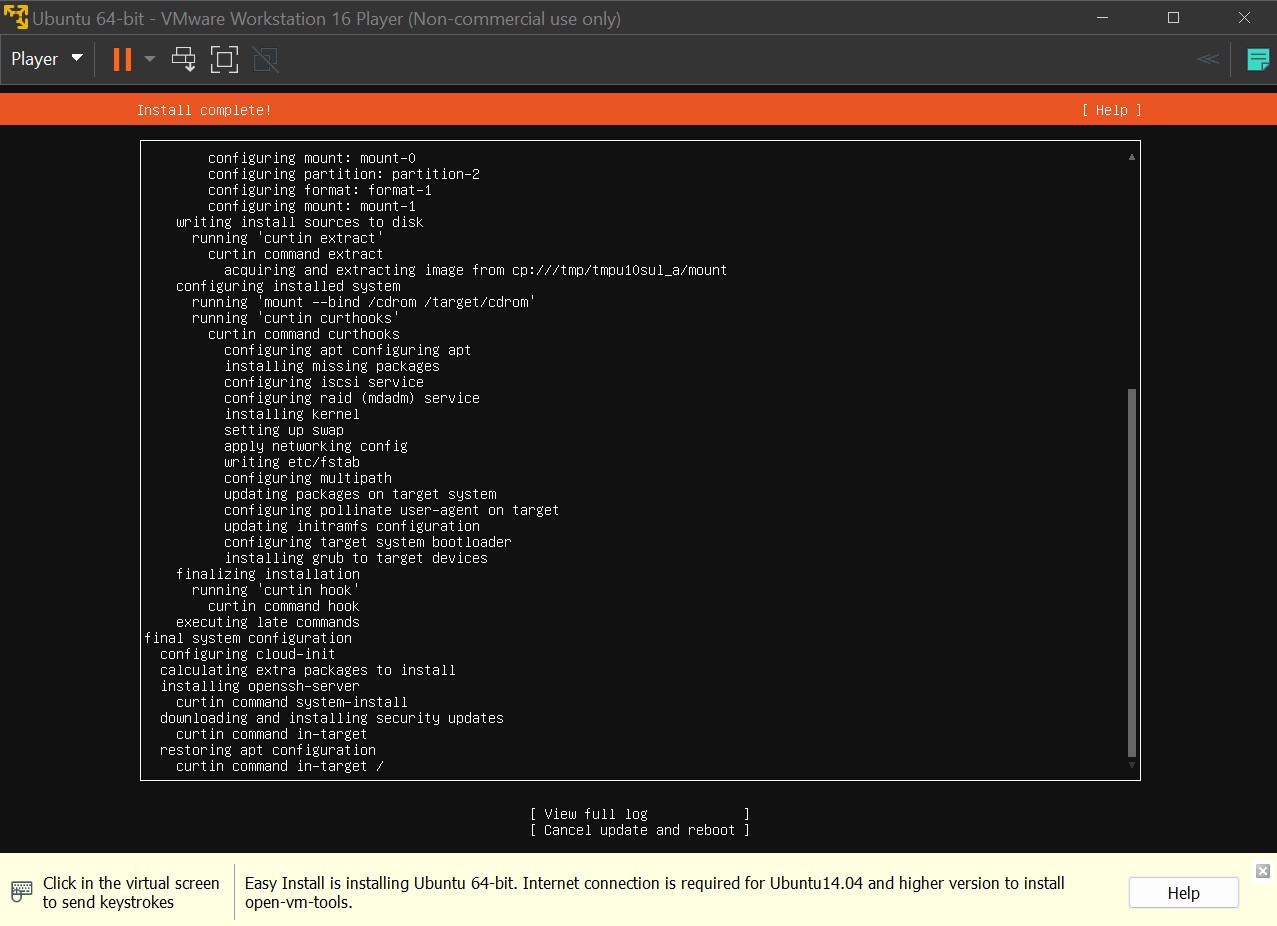 Ubuntu 64-bit - VMware Workstation 16 Player (Non-commercial use only)
Player
Install complete!
[ Help ]
configuring mount: mount-0
configuring partition: partition-2
configuring format: format-1
configuring mount: mount-1
writing install sources to disk
running 'curtin extract'
curtin command extract
acquiring and extracting image from cp:///tmp/tmpu10sul_a/mount
configuring installed system
running 'mount --bind /cdrom /target/cdrom'
running 'curtin curthooks'
curtin command curthooks
configuring apt configuring apt
installing missing packages
configuring iscsi service
configuring raid (mdadm) service
installing kernel
setting up swap
apply networking config
writing etc/fstab
configuring multipath
updating packages on target system
configuring pollinate user-agent on target
updating initramfs configuration
configuring target system bootloader
installing grub to target devices
finalizing installation
running 'curtin hook'
curtin command hook
executing late commands
final system configuration
configuring cloud-init
calculating extra packages to install
installing openssh-server
curtin command system-install
downloading and installing security updates
curtin command in-target
restoring apt configuration
curtin command in-target /
[ View full log ]
[ Cancel update and reboot ]
Click in the virtual screen
to send keystrokes
Easy Install is installing Ubuntu 64-bit. Internet connection is required for Ubuntu14.04 and higher version to install
open-vm-tools.
Help